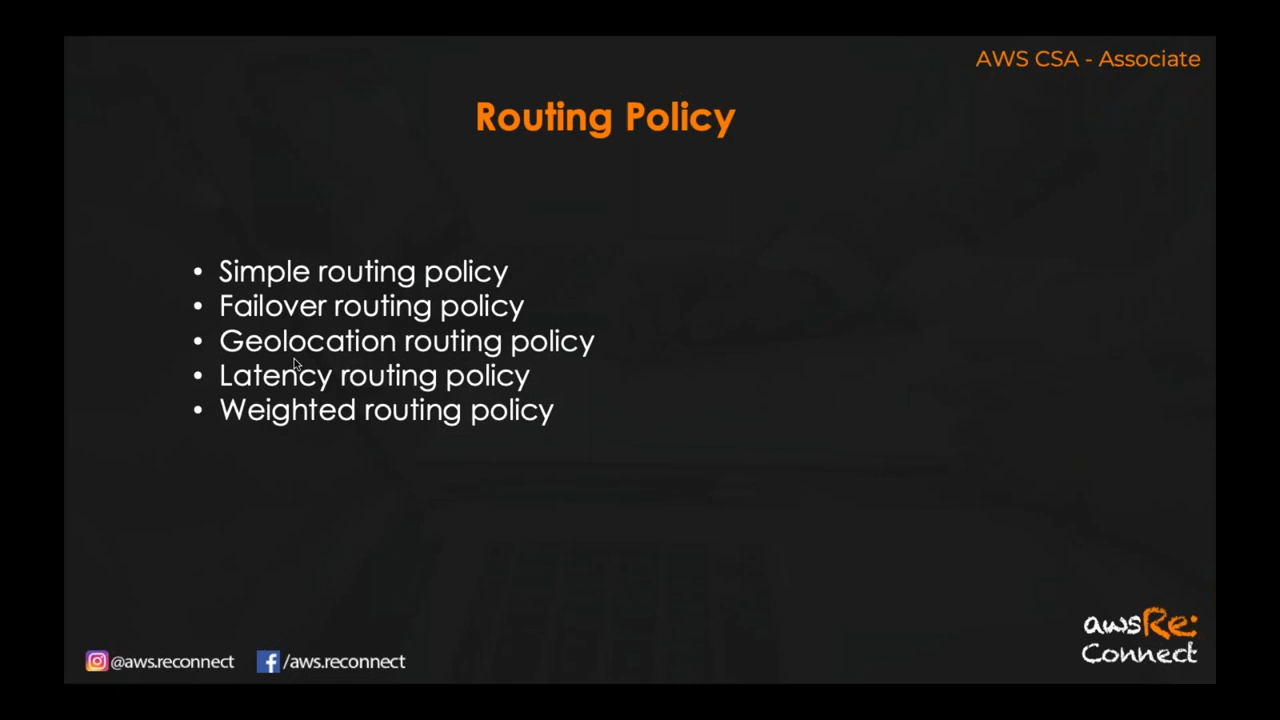 AWS CSA - Associate
Routing Policy
• Simple routing policy
• Failover routing policy
• Geolocation routing policy
• Latency routing policy
• Weighted routing policy
awsRe:
Connect
@aws.reconnect
/aws.reconnect